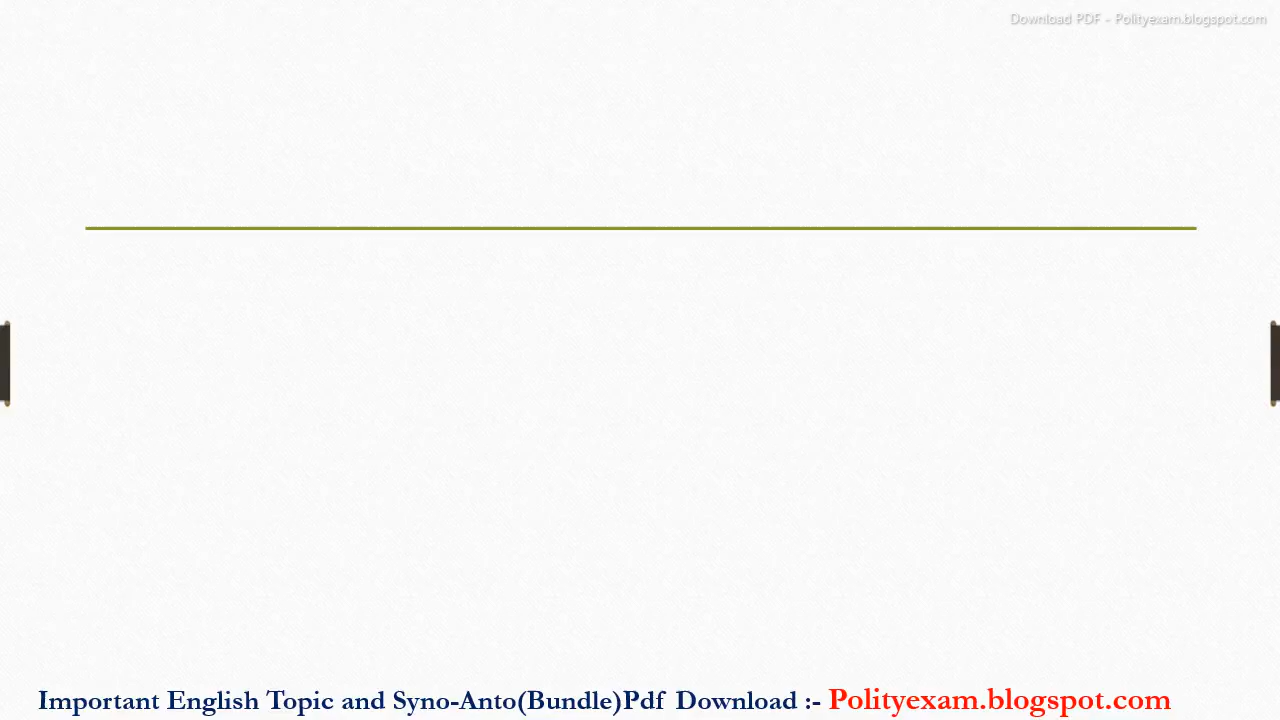 Download PDF - Polityexam.blogspot.com
Important English Topic and Syno-Anto(Bundle)Pdf Download :- Polityexam.blogspot.com